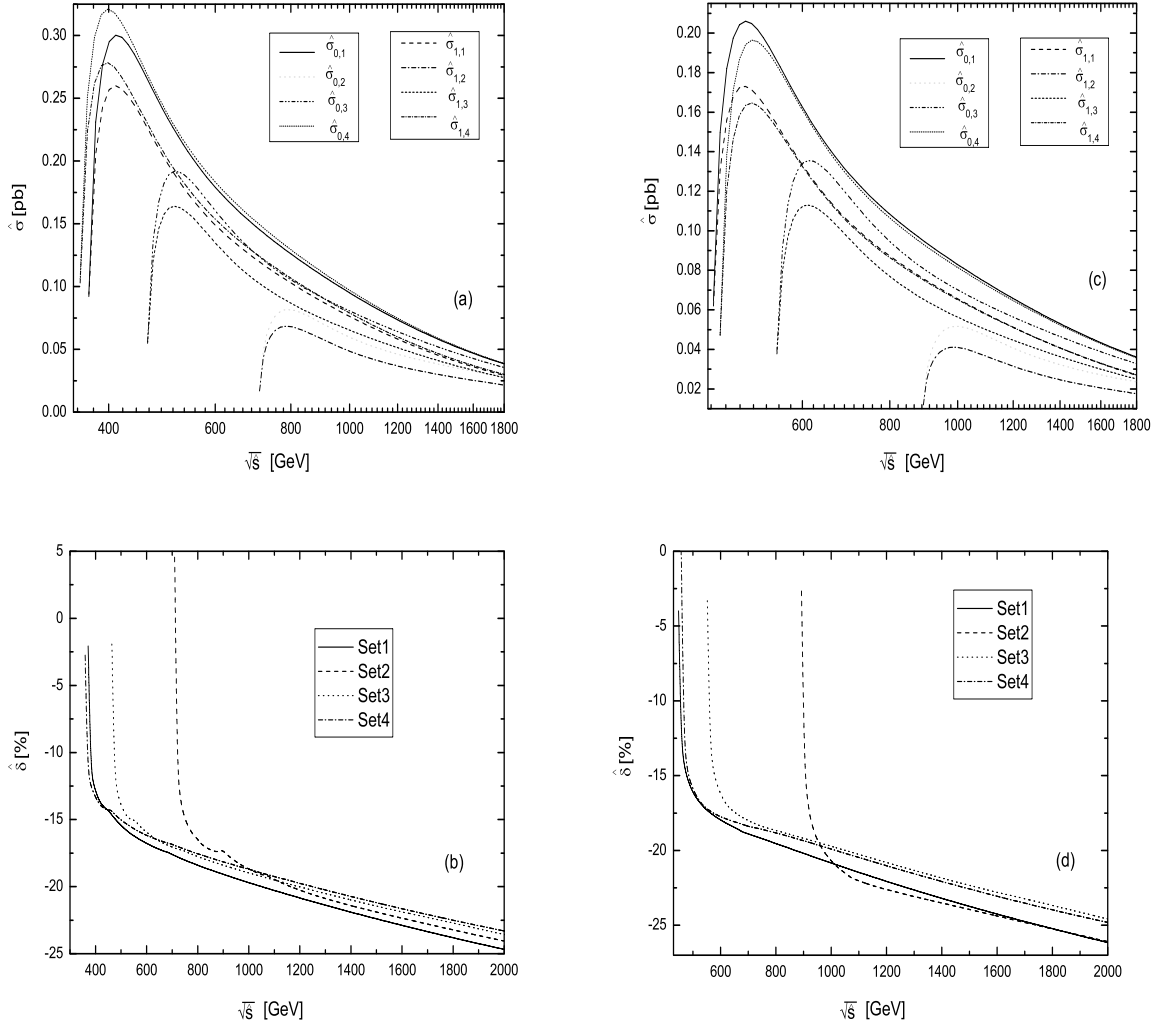 0.30
0.25
0.20
0.15
0.10
0.05
0.00
σ̂ [pb]
σ̂0,1
σ̂0,2
σ̂0,3
σ̂0,4
σ̂1,1
σ̂1,2
σ̂1,3
σ̂1,4
(a)
400 600 800 1000 1200 1400 1600 1800
√ŝ [GeV]
0.20
0.18
0.16
0.14
0.12
0.10
0.08
0.06
0.04
0.02
σ̂ [pb]
σ̂0,1
σ̂0,2
σ̂0,3
σ̂0,4
σ̂1,1
σ̂1,2
σ̂1,3
σ̂1,4
(c)
600 800 1000 1200 1400 1600 1800
√ŝ [GeV]
5
0
-5
-10
-15
-20
-25
δ̂ [%]
Set1
Set2
Set3
Set4
(b)
400 600 800 1000 1200 1400 1600 1800 2000
√ŝ [GeV]
0
-5
-10
-15
-20
-25
δ̂ [%]
Set1
Set2
Set3
Set4
(d)
600 800 1000 1200 1400 1600 1800 2000
√ŝ [GeV]